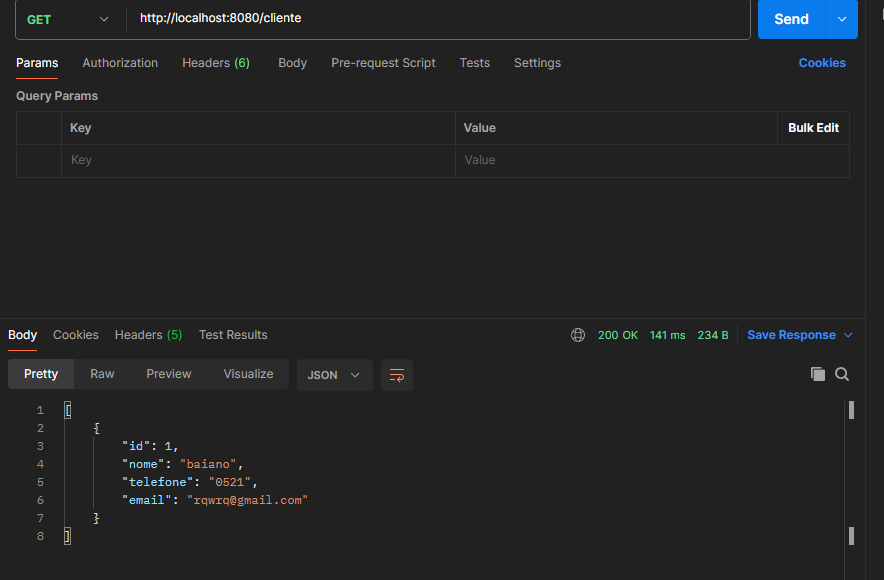 GET http://localhost:8080/cliente Send
Params Authorization Headers (6) Body Pre-request Script Tests Settings Cookies
Query Params
Key Value Bulk Edit
Key Value
Body Cookies Headers (5) Test Results 200 OK 141 ms 234 B Save Response
Pretty Raw Preview Visualize JSON
1 [
2 {
3 "id": 1,
4 "nome": "baiano",
5 "telefone": "0521",
6 "email": "rqwrq@gmail.com"
7 }
8 ]